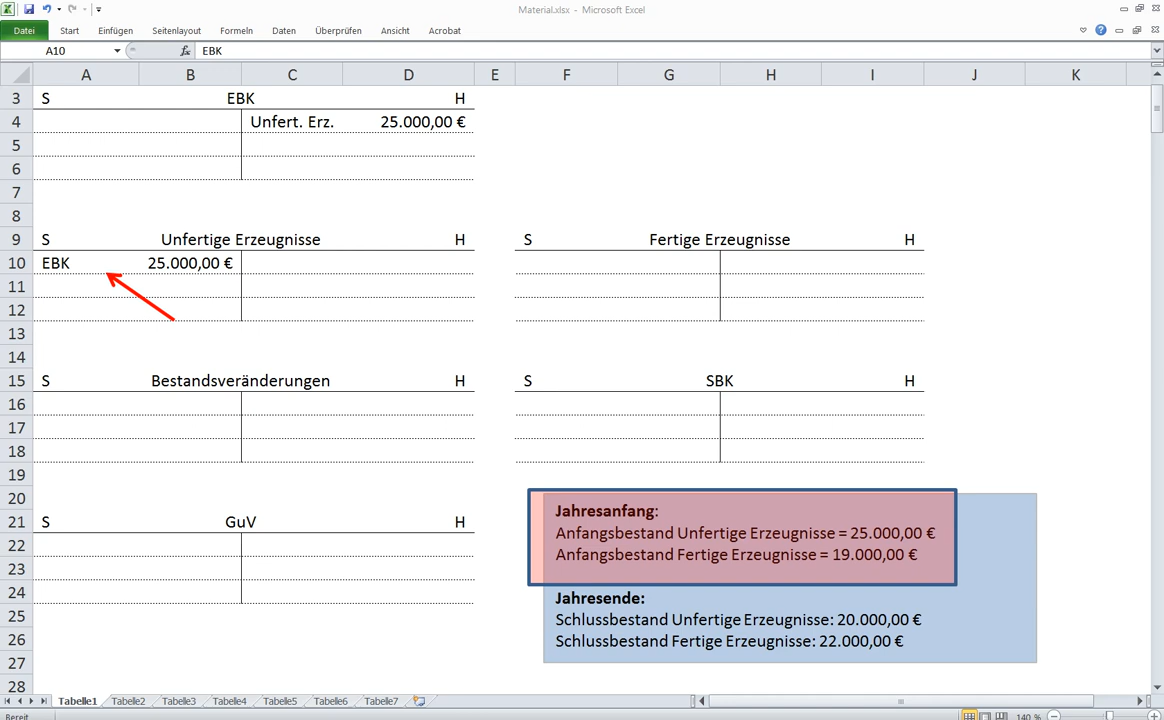 Material.xlsx - Microsoft Excel
Datei Start Einfügen Seitenlayout Formeln Daten Überprüfen Ansicht Acrobat
A10 fx EBK
A B C D E F G H I J K
3 S EBK H
4 Unfert. Erz. 25.000,00 €
5
6
7
8
9 S Unfertige Erzeugnisse H S Fertige Erzeugnisse H
10 EBK 25.000,00 €
11
12
13
14
15 S Bestandsveränderungen H S SBK H
16
17
18
19
20
21 S GuV H
22
23
24
25
26
27
28
Jahresanfang:
Anfangsbestand Unfertige Erzeugnisse = 25.000,00 €
Anfangsbestand Fertige Erzeugnisse = 19.000,00 €
Jahresende:
Schlussbestand Unfertige Erzeugnisse: 20.000,00 €
Schlussbestand Fertige Erzeugnisse: 22.000,00 €
Tabelle1 Tabelle2 Tabelle3 Tabelle4 Tabelle5 Tabelle6 Tabelle7
Bereit 140 %